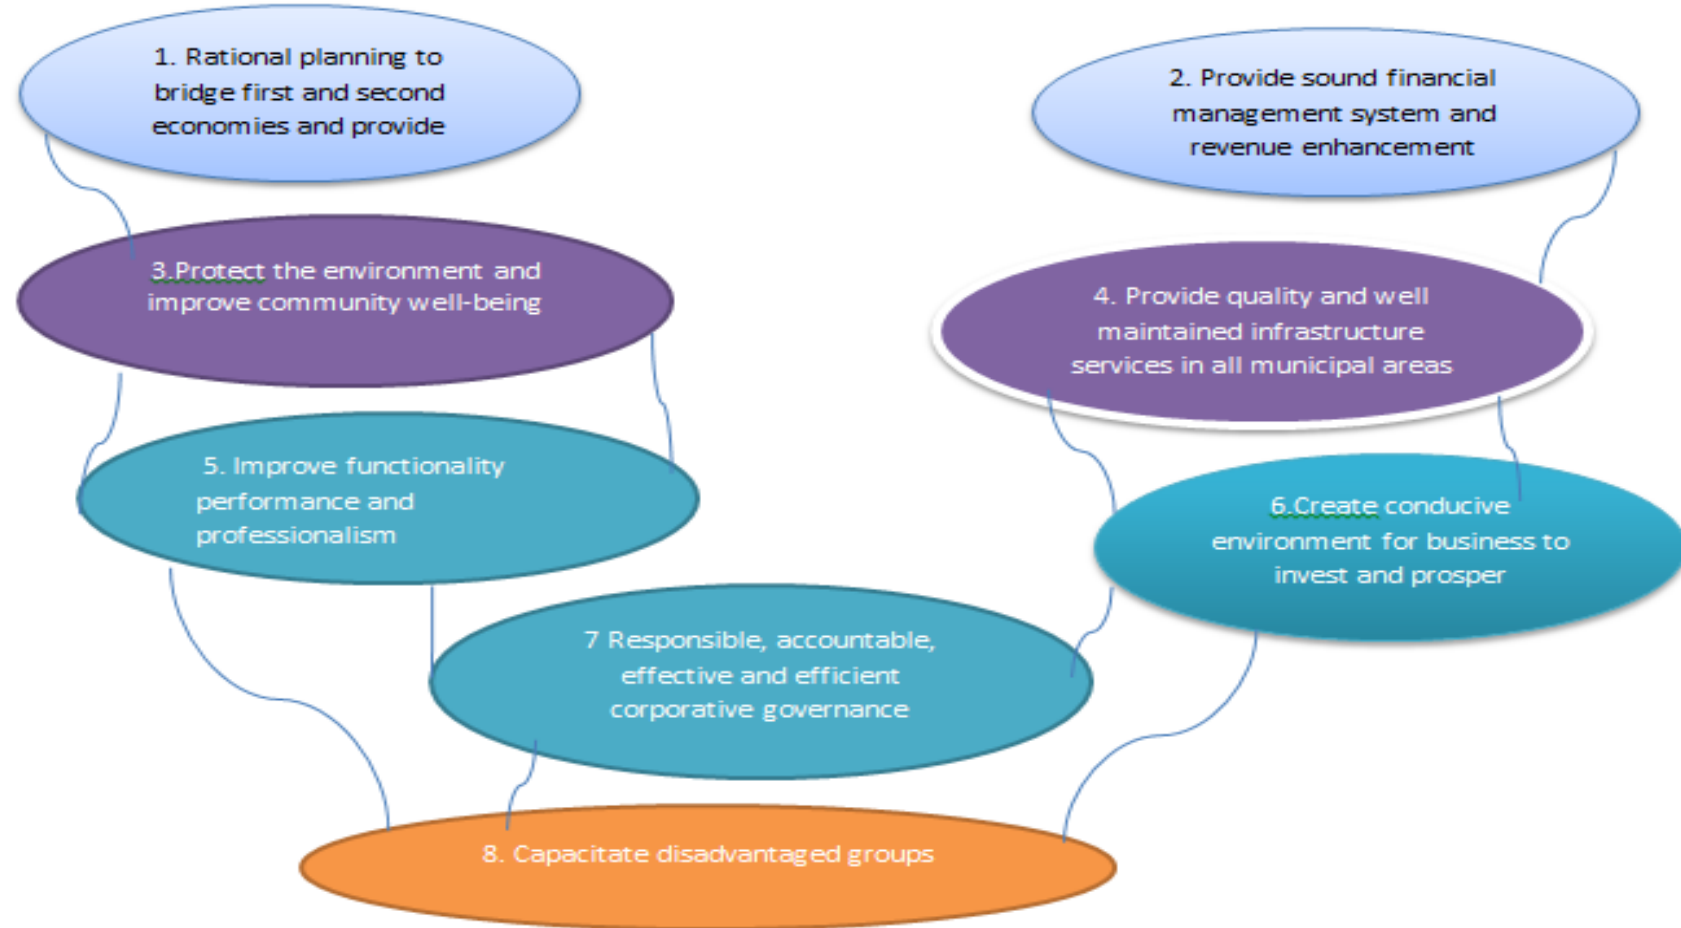 1. Rational planning to
bridge first and second
economies and provide
2. Provide sound financial
management system and
revenue enhancement
3.Protect the environment and
improve community well-being
4. Provide quality and well
maintained infrastructure
services in all municipal areas
5. Improve functionality
performance and
professionalism
6.Create conducive
environment for business to
invest and prosper
7 Responsible, accountable,
effective and efficient
corporative governance
8. Capacitate disadvantaged groups